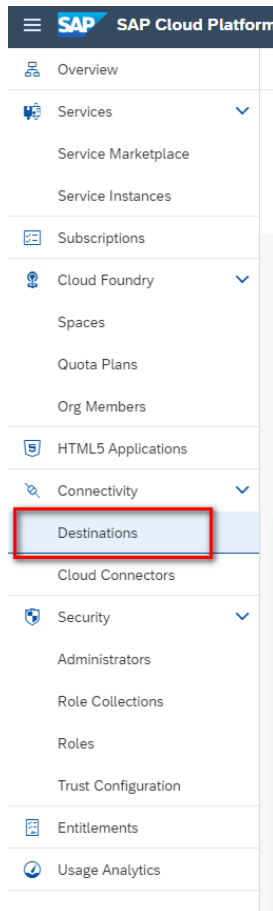 SAP SAP Cloud Platform
Overview
Services
Service Marketplace
Service Instances
Subscriptions
Cloud Foundry
Spaces
Quota Plans
Org Members
HTML5 Applications
Connectivity
Destinations
Cloud Connectors
Security
Administrators
Role Collections
Roles
Trust Configuration
Entitlements
Usage Analytics